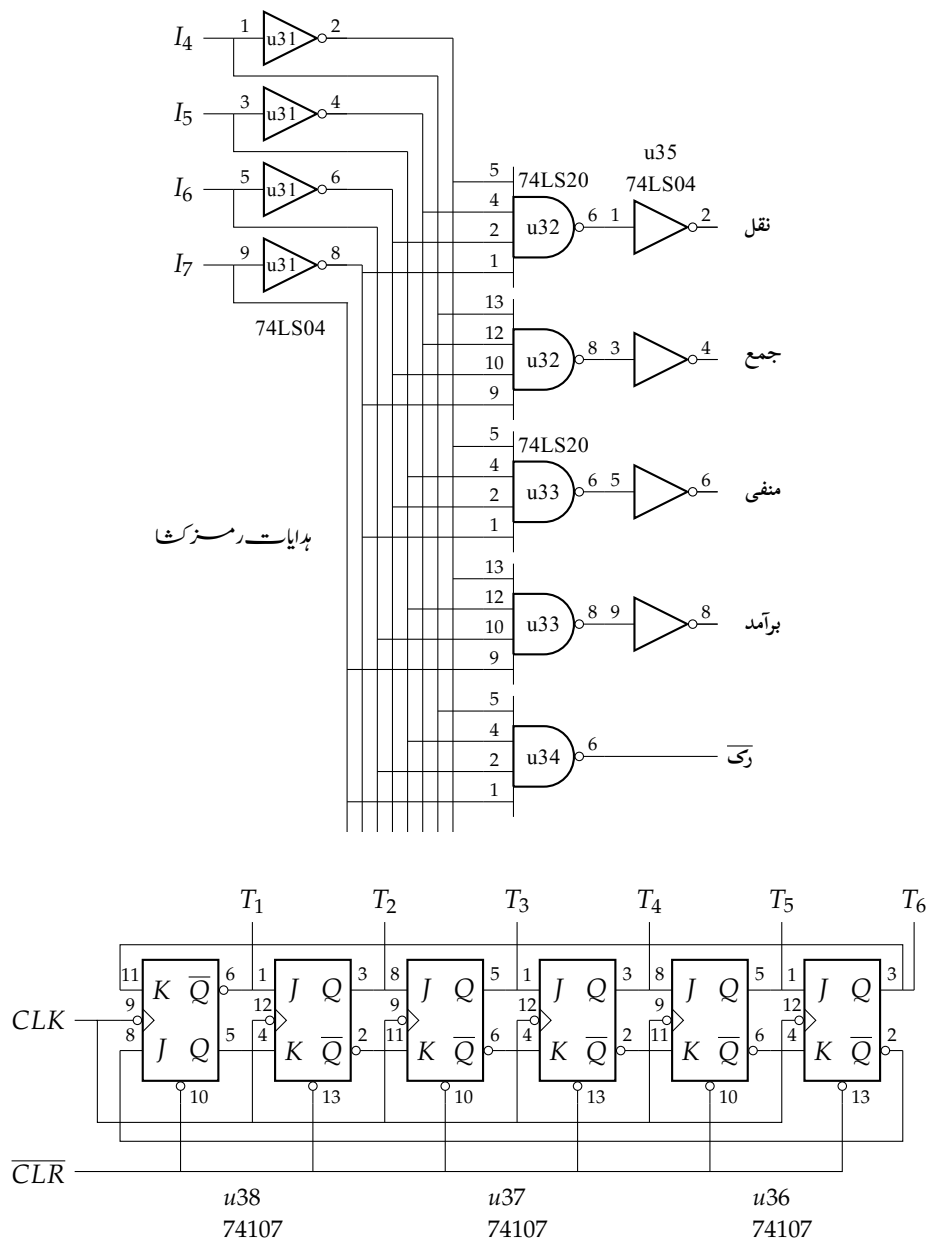 I4 1 u31 2
I5 3 u31 4
I6 5 u31 6
I7 9 u31 8
74LS04
u35
74LS04
74LS20
5
4
2
1
u32 6 1 2 نقل
13
12
10
9
u32 8 3 4 جمع
74LS20
5
4
2
1
u33 6 5 6 منفی
ہدایات رمز کشا
13
12
10
9
u33 8 9 8 برآمد
5
4
2
1
u34 6 رک
T1 T2 T3 T4 T5 T6
11 K Q 6 1 J Q 3 8 J Q 5 1 J Q 3 8 J Q 5 1 J Q 3
CLK 9 12 9 12 9 12
8 J Q 5 4 K Q 2 11 K Q 6 4 K Q 2 11 K Q 6 4 K Q 2
10 13 10 13 10 13
CLR
u38 u37 u36
74107 74107 74107